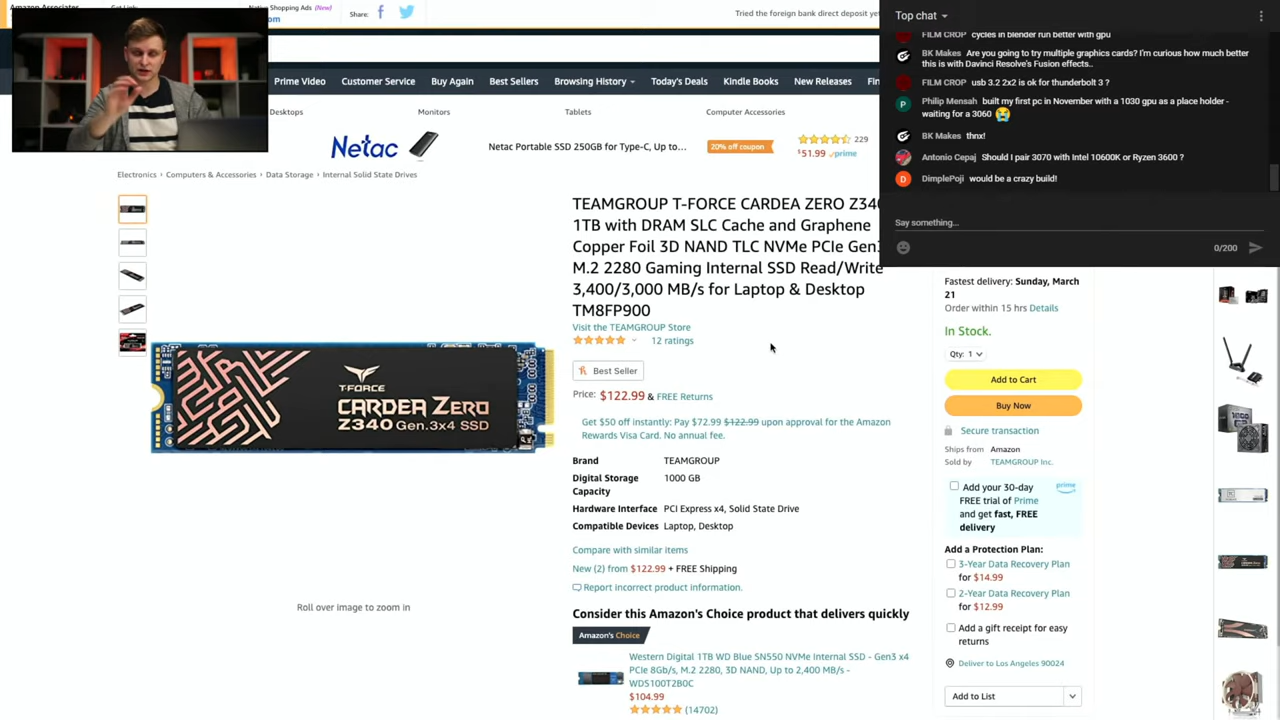 Amazon Associates
Get Link:
Native Shopping Ads (New)
om
Share:
Tried the foreign bank direct deposit ye
Top chat
FILM CROP cycles in blender run better with gpu
BK Makes Are you going to try multiple graphics cards? I'm curious how much better
this is with Davinci Resolve's Fusion effects..
FILM CROP usb 3.2 2x2 is ok for thunderbolt 3 ?
Philip Mensah built my first pc in November with a 1030 gpu as a place holder -
waiting for a 3060 😭
BK Makes thnx!
Antonio Cepaj Should I pair 3070 with Intel 10600K or Ryzen 3600 ?
DimplePoji would be a crazy build!
Say something...
0/200
Prime Video
Customer Service
Buy Again
Best Sellers
Browsing History
Today's Deals
Kindle Books
New Releases
Fin
Desktops
Monitors
Tablets
Computer Accessories
Netac
Netac Portable SSD 250GB for Type-C, Up to...
20% off coupon
229
$51.99 prime
Electronics › Computers & Accessories › Data Storage › Internal Solid State Drives
TEAMGROUP T-FORCE CARDEA ZERO Z340
1TB with DRAM SLC Cache and Graphene
Copper Foil 3D NAND TLC NVMe PCIe Gen3
M.2 2280 Gaming Internal SSD Read/Write
3,400/3,000 MB/s for Laptop & Desktop
TM8FP900
Visit the TEAMGROUP Store
12 ratings
Best Seller
Price: $122.99 & FREE Returns
Get $50 off instantly: Pay $72.99 $122.99 upon approval for the Amazon
Rewards Visa Card. No annual fee.
Brand TEAMGROUP
Digital Storage 1000 GB
Capacity
Hardware Interface PCI Express x4, Solid State Drive
Compatible Devices Laptop, Desktop
Compare with similar items
New (2) from $122.99 + FREE Shipping
Report incorrect product information.
Consider this Amazon's Choice product that delivers quickly
Amazon's Choice
Western Digital 1TB WD Blue SN550 NVMe Internal SSD - Gen3 x4
PCIe 8Gb/s, M.2 2280, 3D NAND, Up to 2,400 MB/s -
WDS100T2B0C
$104.99
(14702)
T-FORCE
CARDEA ZERO
Z340 Gen.3x4 SSD
Roll over image to zoom in
Fastest delivery: Sunday, March
21
Order within 15 hrs Details
In Stock.
Qty: 1
Add to Cart
Buy Now
Secure transaction
Ships from Amazon
Sold by TEAMGROUP Inc.
Add your 30-day
FREE trial of Prime
and get fast, FREE
delivery
prime
Add a Protection Plan:
3-Year Data Recovery Plan
for $14.99
2-Year Data Recovery Plan
for $12.99
Add a gift receipt for easy
returns
Deliver to Los Angeles 90024
Add to List